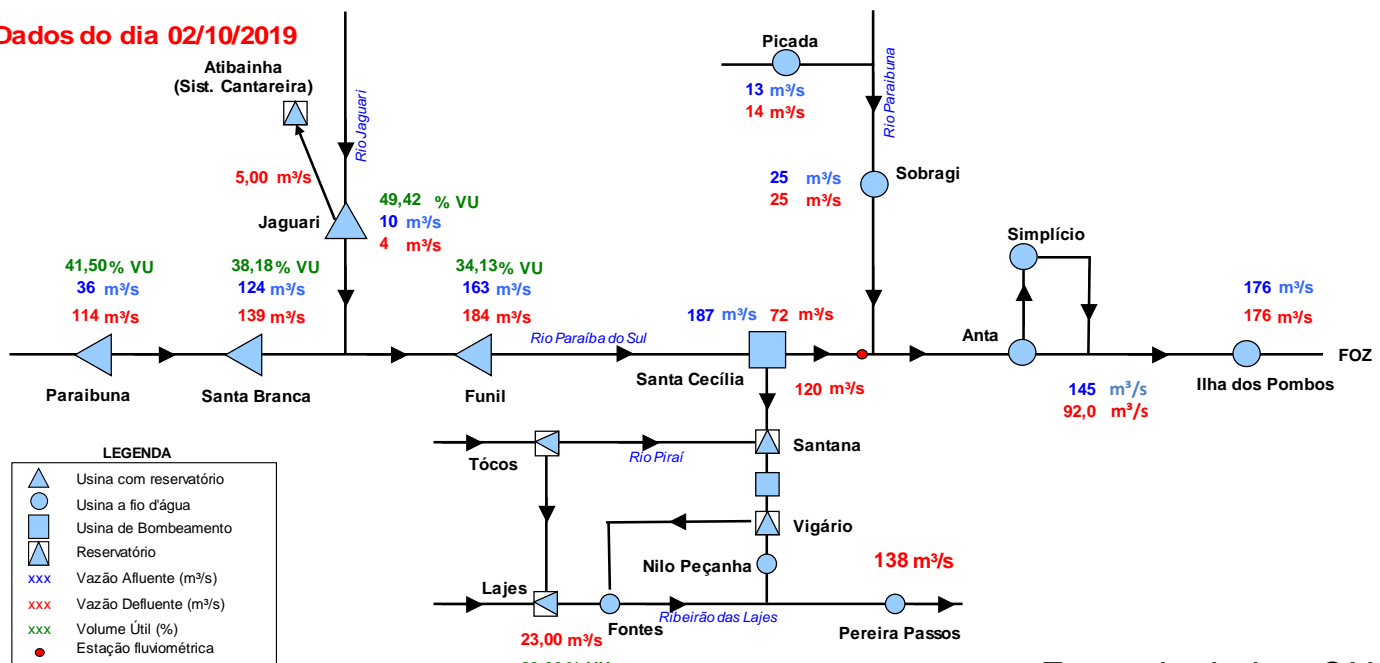 Dados do dia 02/10/2019
Atibainha
(Sist. Cantareira)
Rio Jaguari
5,00 m³/s
Jaguari
49,42 % VU
10 m³/s
4 m³/s
Picada
13 m³/s
14 m³/s
Rio Paraibuna
25 m³/s
25 m³/s
Sobragi
41,50% VU
36 m³/s
114 m³/s
Paraibuna
38,18% VU
124 m³/s
139 m³/s
Santa Branca
34,13% VU
163 m³/s
184 m³/s
Funil
Rio Paraíba do Sul
187 m³/s 72 m³/s
Santa Cecília
120 m³/s
Simplício
Anta
145 m³/s
92,0 m³/s
176 m³/s
176 m³/s
Ilha dos Pombos
FOZ
Tócos
Rio Piraí
Santana
Vigário
Nilo Peçanha
138 m³/s
Lajes
23,00 m³/s
Fontes
Ribeirão das Lajes
Pereira Passos
LEGENDA
Usina com reservatório
Usina a fio d'água
Usina de Bombeamento
Reservatório
xxx Vazão Afluente (m³/s)
xxx Vazão Defluente (m³/s)
xxx Volume Útil (%)
Estação fluviométrica